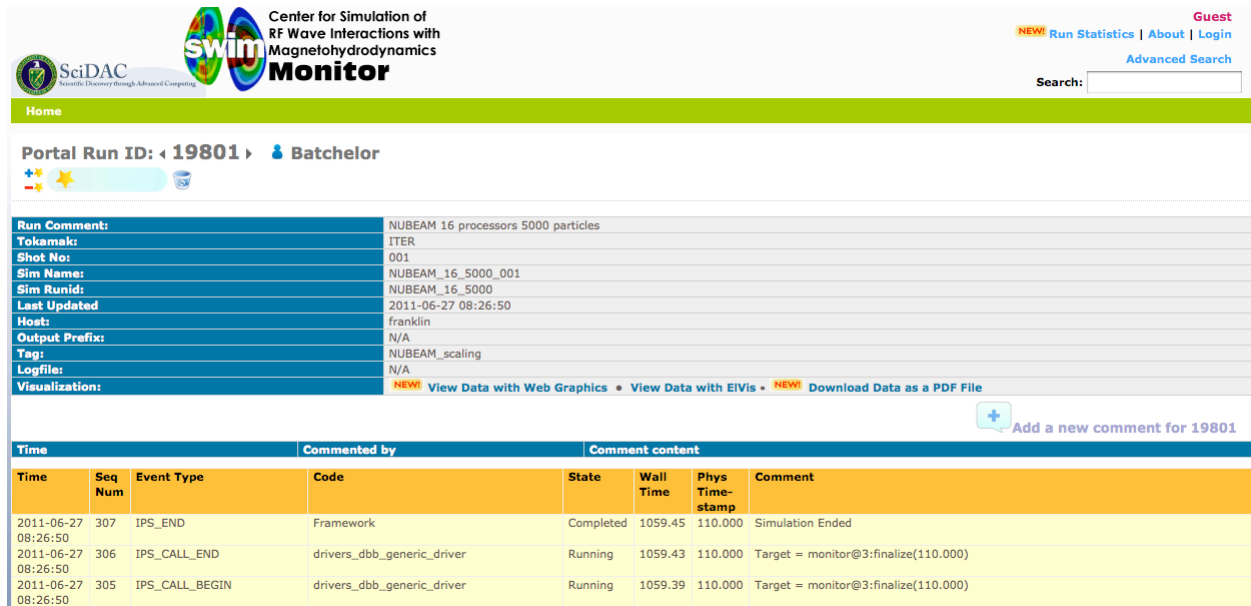 Center for Simulation of
RF Wave Interactions with
Magnetohydrodynamics
Monitor
swim
SciDAC
Scientific Discovery through Advanced Computing
Guest
NEW! Run Statistics | About | Login
Advanced Search
Search:
Home
Portal Run ID: 19801 Batchelor
Run Comment: NUBEAM 16 processors 5000 particles
Tokamak: ITER
Shot No: 001
Sim Name: NUBEAM_16_5000_001
Sim Runid: NUBEAM_16_5000
Last Updated 2011-06-27 08:26:50
Host: franklin
Output Prefix: N/A
Tag: NUBEAM_scaling
Logfile: N/A
Visualization: NEW! View Data with Web Graphics • View Data with ElVis • NEW! Download Data as a PDF File
Add a new comment for 19801
Time Commented by Comment content
Time Seq Event Type Code State Wall Phys Comment
Num Time Time-
stamp
2011-06-27 307 IPS_END Framework Completed 1059.45 110.000 Simulation Ended
08:26:50
2011-06-27 306 IPS_CALL_END drivers_dbb_generic_driver Running 1059.43 110.000 Target = monitor@3:finalize(110.000)
08:26:50
2011-06-27 305 IPS_CALL_BEGIN drivers_dbb_generic_driver Running 1059.39 110.000 Target = monitor@3:finalize(110.000)
08:26:50